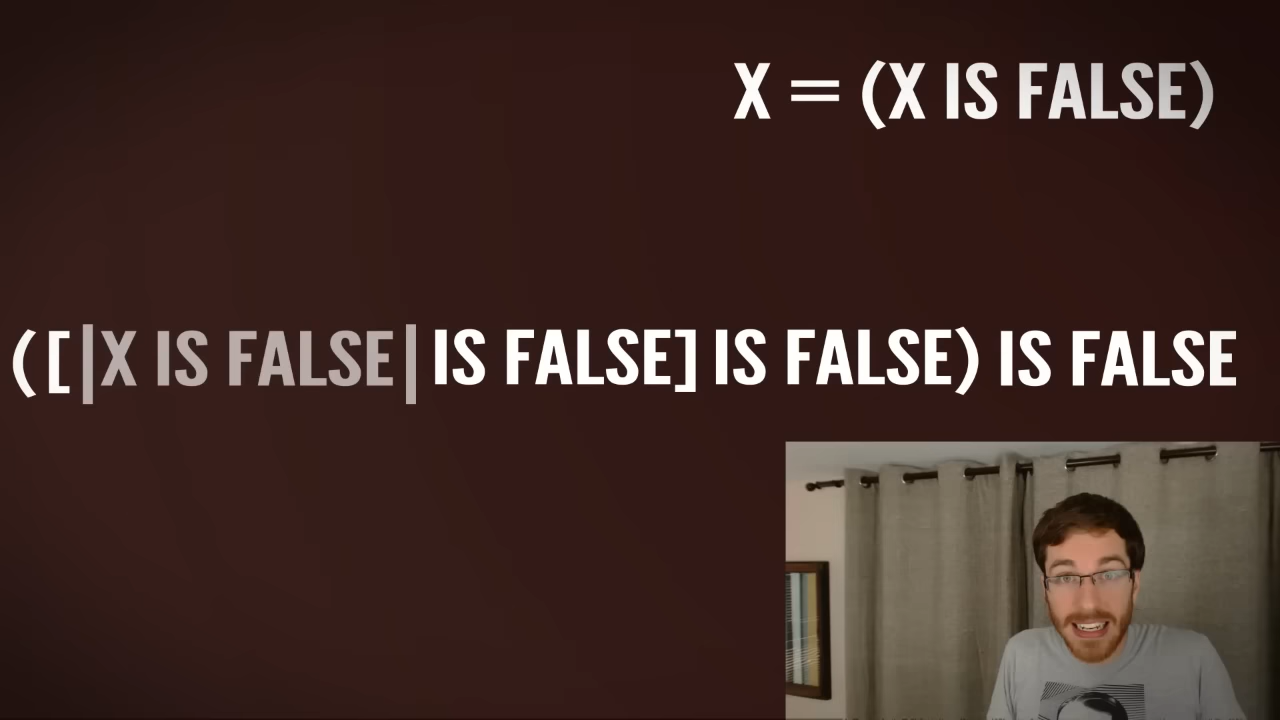 X = (X IS FALSE)
([|X IS FALSE| IS FALSE] IS FALSE) IS FALSE